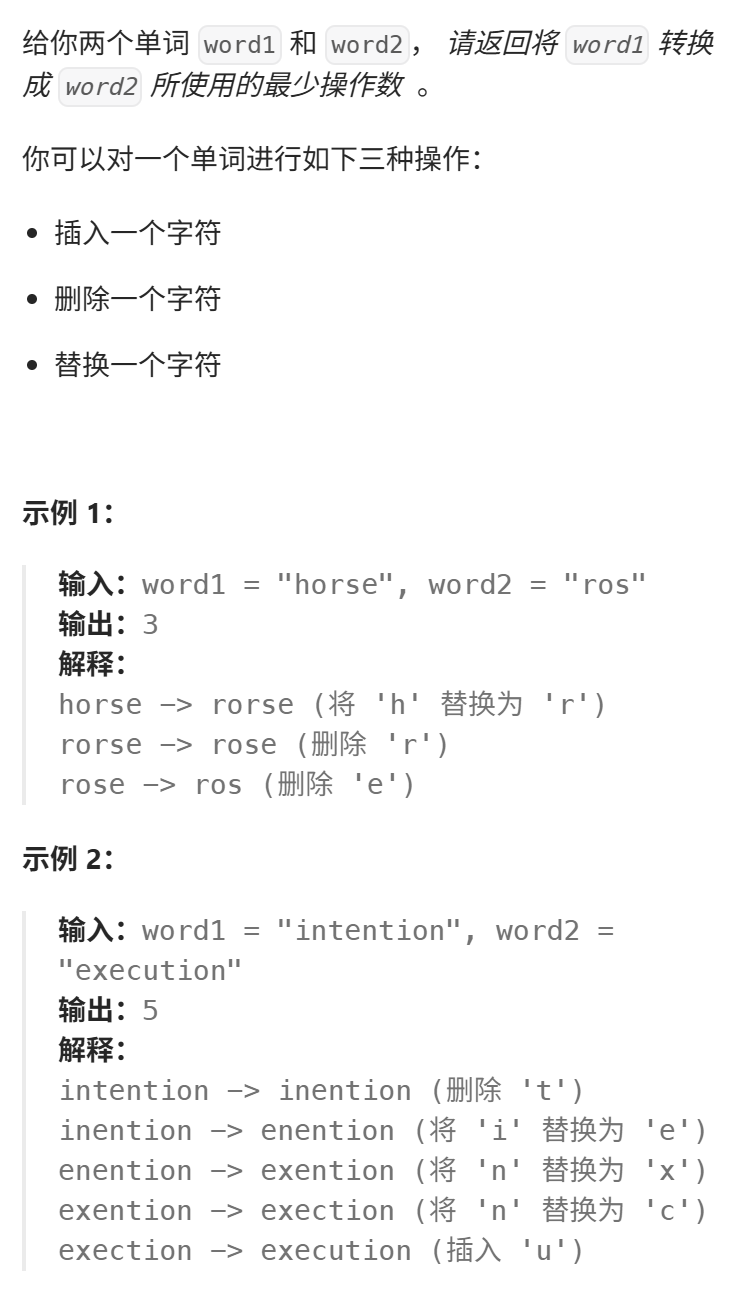 给你两个单词 word1 和 word2， 请返回将 word1 转换
成 word2 所使用的最少操作数 。
你可以对一个单词进行如下三种操作：
• 插入一个字符
• 删除一个字符
• 替换一个字符
示例 1：
输入：word1 = "horse", word2 = "ros"
输出：3
解释：
horse -> rorse (将 'h' 替换为 'r')
rorse -> rose (删除 'r')
rose -> ros (删除 'e')
示例 2：
输入：word1 = "intention", word2 =
"execution"
输出：5
解释：
intention -> inention (删除 't')
inention -> enention (将 'i' 替换为 'e')
enention -> exention (将 'n' 替换为 'x')
exention -> exection (将 'n' 替换为 'c')
exection -> execution (插入 'u')